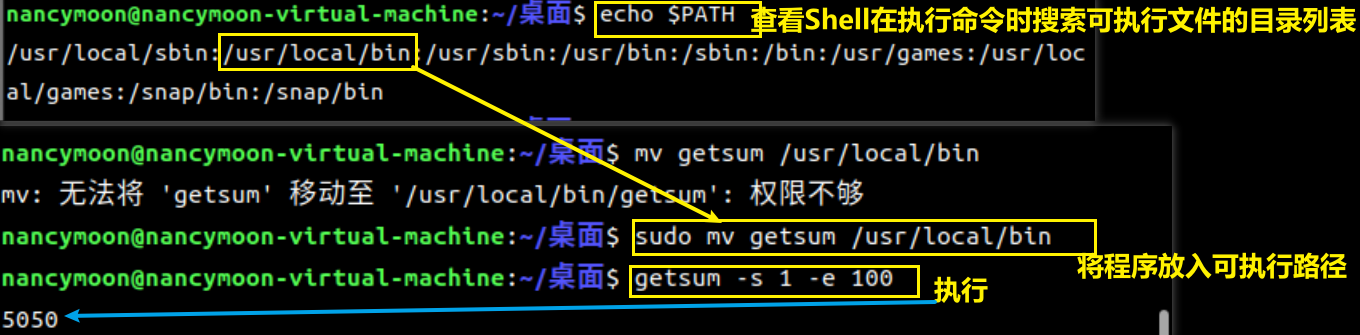 nancymoon@nancymoon-virtual-machine:~/桌面$ echo $PATH 查看Shell在执行命令时搜索可执行文件的目录列表
/usr/local/sbin:/usr/local/bin:/usr/sbin:/usr/bin:/sbin:/bin:/usr/games:/usr/loc
al/games:/snap/bin:/snap/bin
nancymoon@nancymoon-virtual-machine:~/桌面$ mv getsum /usr/local/bin
mv: 无法将 'getsum' 移动至 '/usr/local/bin/getsum': 权限不够
nancymoon@nancymoon-virtual-machine:~/桌面$ sudo mv getsum /usr/local/bin
将程序放入可执行路径
nancymoon@nancymoon-virtual-machine:~/桌面$ getsum -s 1 -e 100 执行
5050